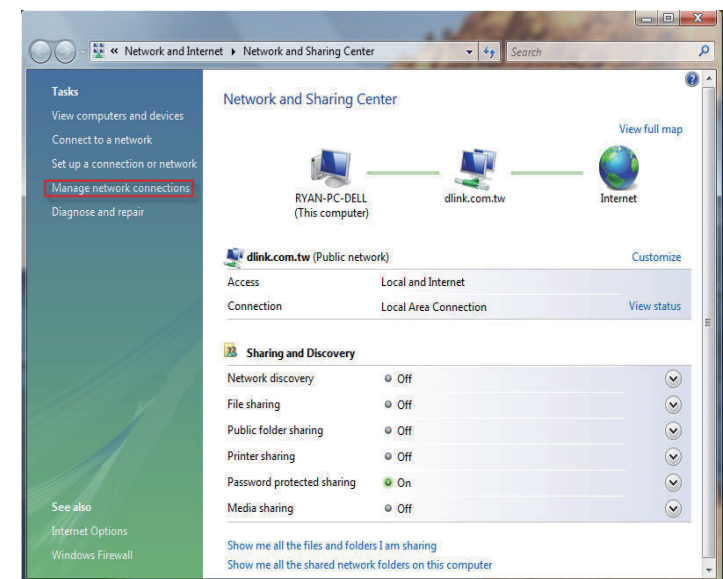 « Network and Internet ▸ Network and Sharing Center
Search
Tasks
View computers and devices
Connect to a network
Set up a connection or network
Manage network connections
Diagnose and repair
See also
Internet Options
Windows Firewall
Network and Sharing Center
View full map
RYAN-PC-DELL
(This computer)
dlink.com.tw
Internet
dlink.com.tw (Public network) Customize
Access Local and Internet
Connection Local Area Connection View status
Sharing and Discovery
Network discovery Off
File sharing Off
Public folder sharing Off
Printer sharing Off
Password protected sharing On
Media sharing Off
Show me all the files and folders I am sharing
Show me all the shared network folders on this computer